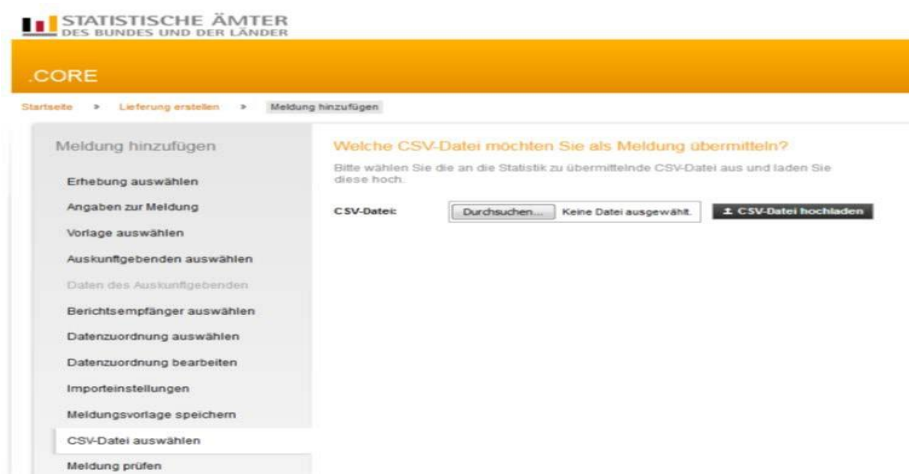 STATISTISCHE ÄMTER
DES BUNDES UND DER LÄNDER
.CORE
Startseite » Lieferung erstellen » Meldung hinzufügen
Meldung hinzufügen
Erhebung auswählen
Angaben zur Meldung
Vorlage auswählen
Auskunftgebenden auswählen
Daten des Auskunftgebenden
Berichtsempfänger auswählen
Datenzuordnung auswählen
Datenzuordnung bearbeiten
Importeinstellungen
Meldungsvorlage speichern
CSV-Datei auswählen
Meldung prüfen
Welche CSV-Datei möchten Sie als Meldung übermitteln?
Bitte wählen Sie die an die Statistik zu übermittelnde CSV-Datei aus und laden Sie
diese hoch.
CSV-Datei: Durchsuchen... Keine Datei ausgewählt. CSV-Datei hochladen